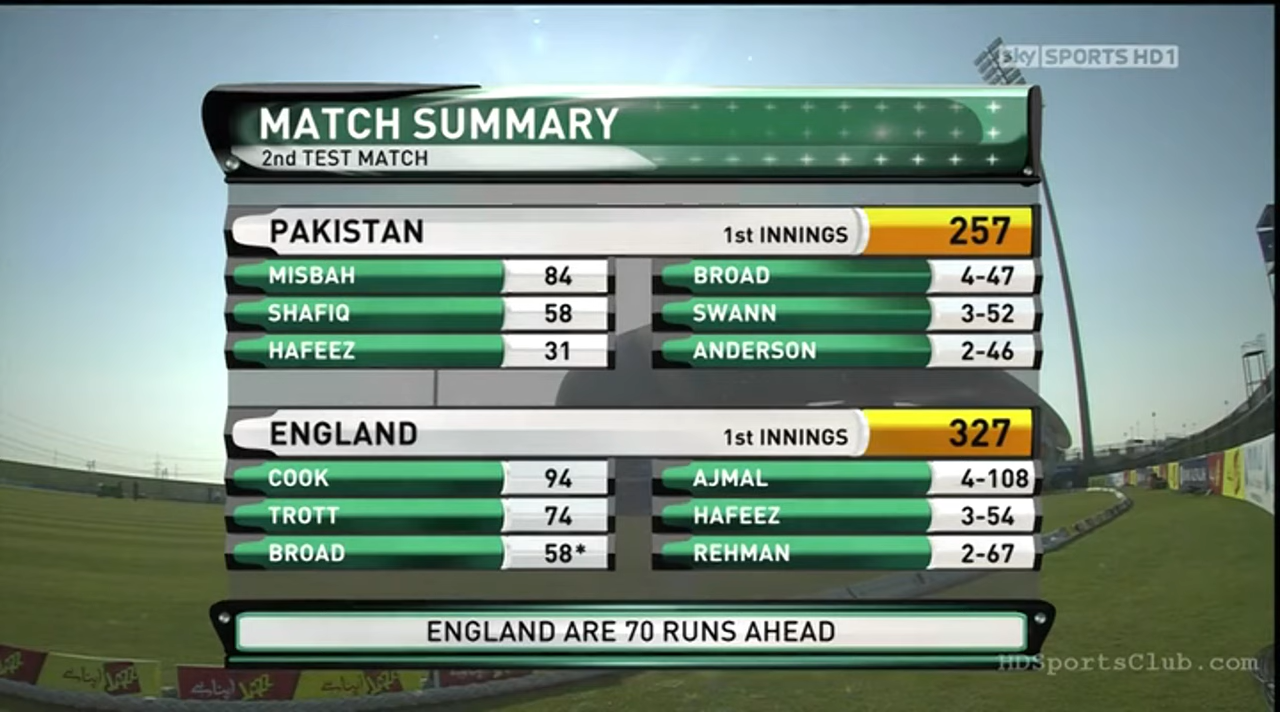 sky SPORTS HD1
MATCH SUMMARY
2nd TEST MATCH
PAKISTAN 1st INNINGS 257
MISBAH 84 BROAD 4-47
SHAFIQ 58 SWANN 3-52
HAFEEZ 31 ANDERSON 2-46
ENGLAND 1st INNINGS 327
COOK 94 AJMAL 4-108
TROTT 74 HAFEEZ 3-54
BROAD 58* REHMAN 2-67
ENGLAND ARE 70 RUNS AHEAD
HDSportsClub.com